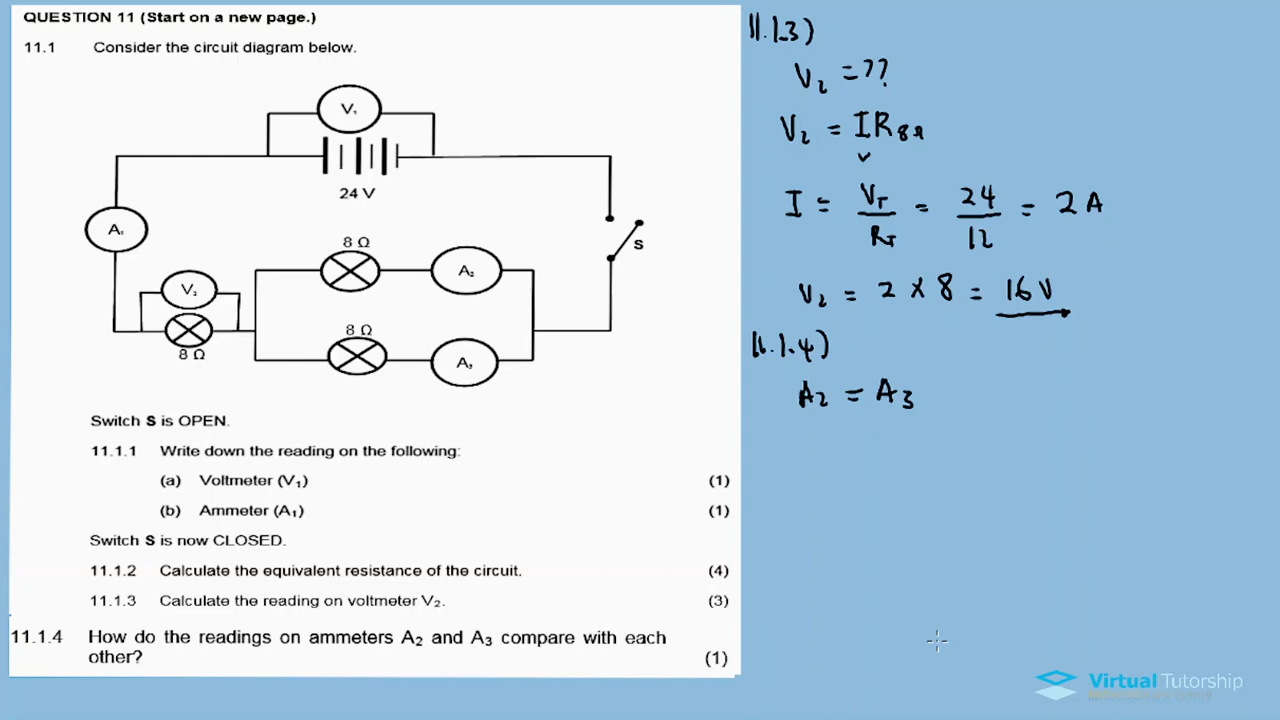 QUESTION 11 (Start on a new page.)
11.1 Consider the circuit diagram below.
V₁
24 V
A₁
S
8 Ω
A₂
V₂
8 Ω
8 Ω
A₃
Switch S is OPEN.
11.1.1 Write down the reading on the following:
(a) Voltmeter (V₁) (1)
(b) Ammeter (A₁) (1)
Switch S is now CLOSED.
11.1.2 Calculate the equivalent resistance of the circuit. (4)
11.1.3 Calculate the reading on voltmeter V₂. (3)
11.1.4 How do the readings on ammeters A₂ and A₃ compare with each
other? (1)
11.1.3)
V₂ = ??
V₂ = IR₈Ω
I = V_T / R_T = 24 / 12 = 2 A
V₂ = 2 × 8 = 16 V
11.1.4)
A₂ = A₃
Virtual Tutorship